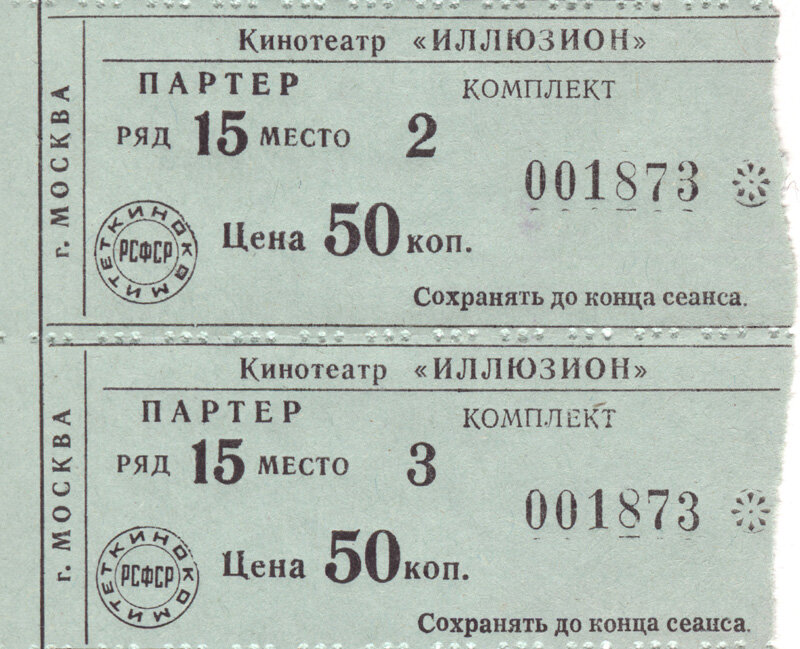 Кинотеатр «ИЛЛЮЗИОН»
г. МОСКВА
ПАРТЕР КОМПЛЕКТ
РЯД 15 МЕСТО 2
001873
КИНОКОМИТЕТ
РСФСР
Цена 50 коп.
Сохранять до конца сеанса.
Кинотеатр «ИЛЛЮЗИОН»
г. МОСКВА
ПАРТЕР КОМПЛЕКТ
РЯД 15 МЕСТО 3
001873
КИНОКОМИТЕТ
РСФСР
Цена 50 коп.
Сохранять до конца сеанса.